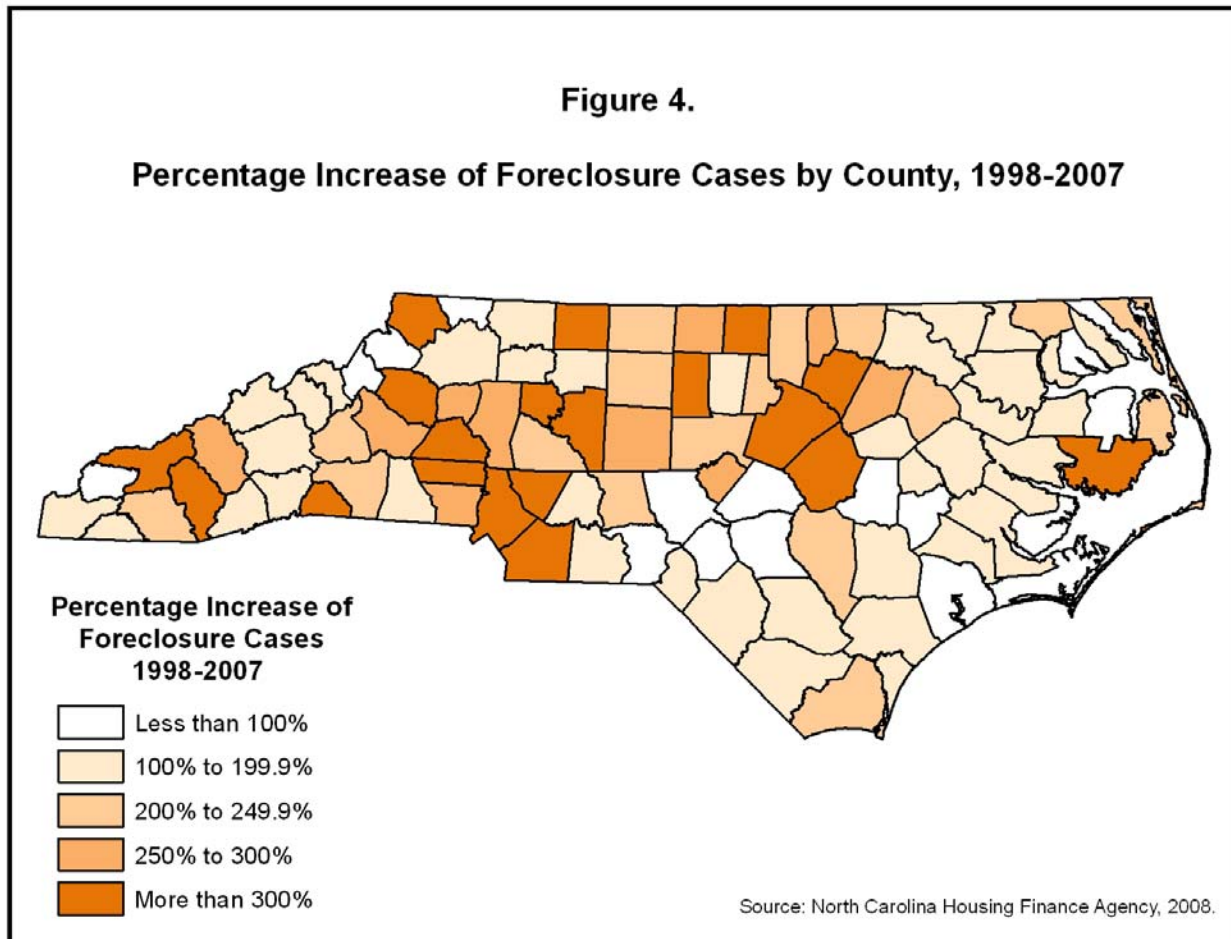 Figure 4.
Percentage Increase of Foreclosure Cases by County, 1998-2007
Percentage Increase of
Foreclosure Cases
1998-2007
Less than 100%
100% to 199.9%
200% to 249.9%
250% to 300%
More than 300%
Source: North Carolina Housing Finance Agency, 2008.